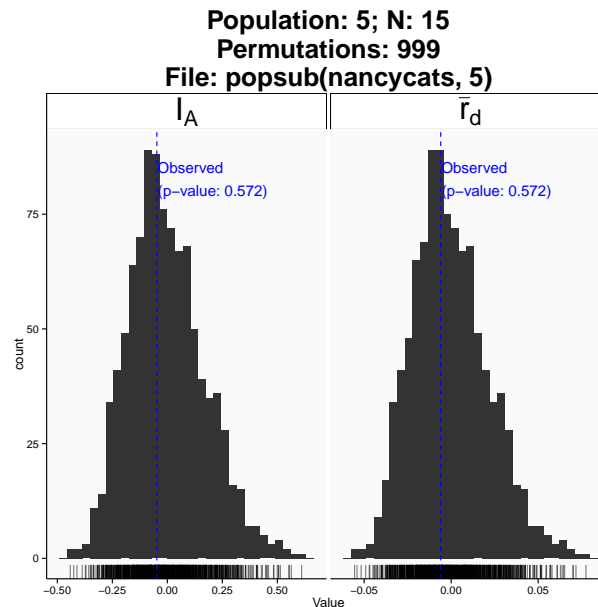 Population: 5; N: 15
Permutations: 999
File: popsub(nancycats, 5)
I_A
r̄_d
Observed
(p−value: 0.572)
Observed
(p−value: 0.572)
75
50
25
0
count
−0.50 −0.25 0.00 0.25 0.50
−0.05 0.00 0.05
Value